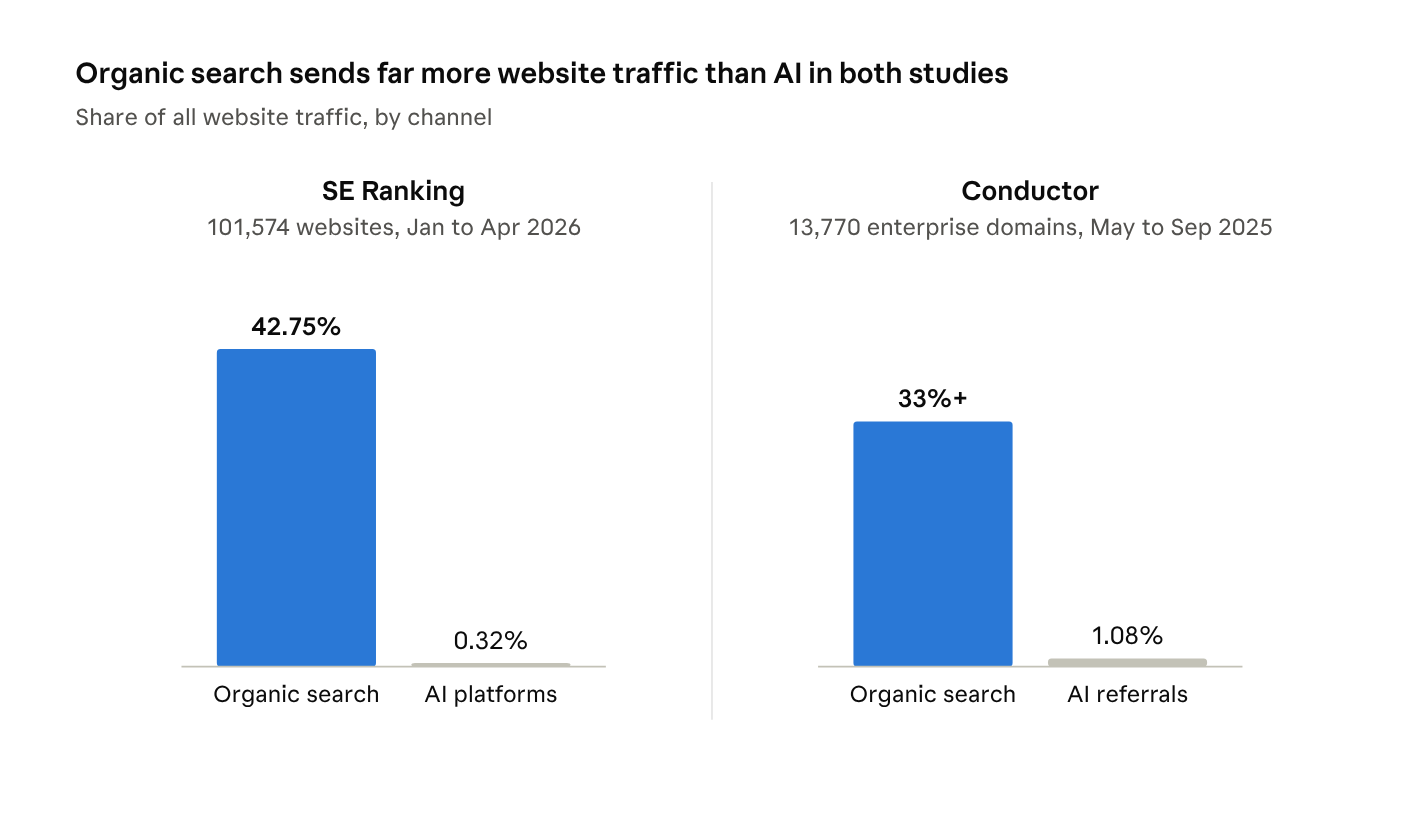 Organic search sends far more website traffic than AI in both studies
Share of all website traffic, by channel
SE Ranking
101,574 websites, Jan to Apr 2026
42.75%
0.32%
Organic search
AI platforms
Conductor
13,770 enterprise domains, May to Sep 2025
33%+
1.08%
Organic search
AI referrals